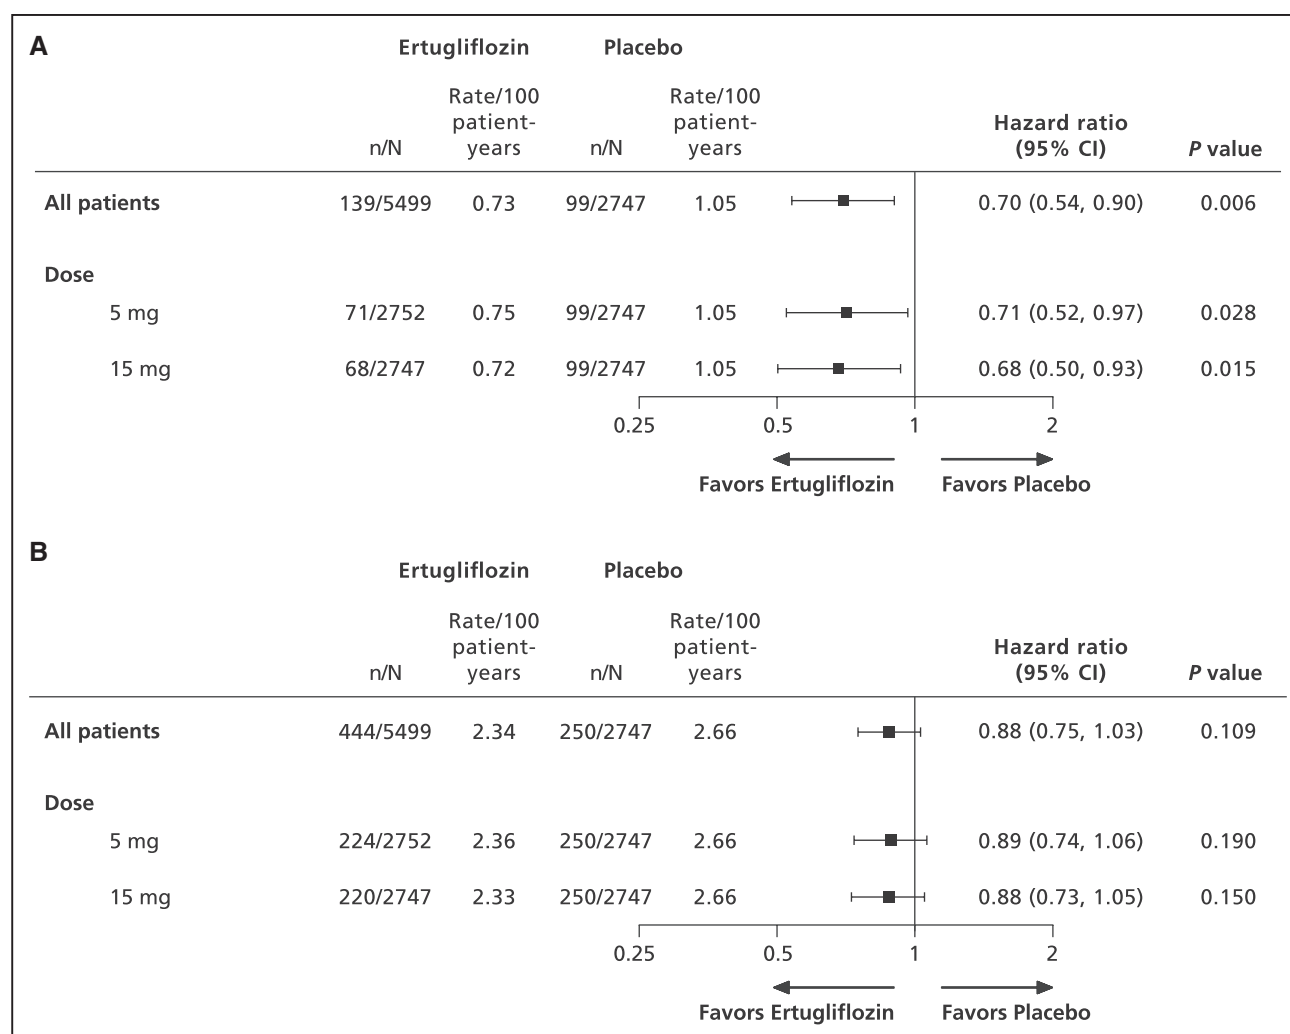 A
Ertugliflozin Placebo
Rate/100 Rate/100
patient- patient- Hazard ratio
n/N years n/N years (95% CI) P value
All patients 139/5499 0.73 99/2747 1.05 0.70 (0.54, 0.90) 0.006
Dose
5 mg 71/2752 0.75 99/2747 1.05 0.71 (0.52, 0.97) 0.028
15 mg 68/2747 0.72 99/2747 1.05 0.68 (0.50, 0.93) 0.015
0.25 0.5 1 2
Favors Ertugliflozin Favors Placebo
B
Ertugliflozin Placebo
Rate/100 Rate/100
patient- patient- Hazard ratio
n/N years n/N years (95% CI) P value
All patients 444/5499 2.34 250/2747 2.66 0.88 (0.75, 1.03) 0.109
Dose
5 mg 224/2752 2.36 250/2747 2.66 0.89 (0.74, 1.06) 0.190
15 mg 220/2747 2.33 250/2747 2.66 0.88 (0.73, 1.05) 0.150
0.25 0.5 1 2
Favors Ertugliflozin Favors Placebo